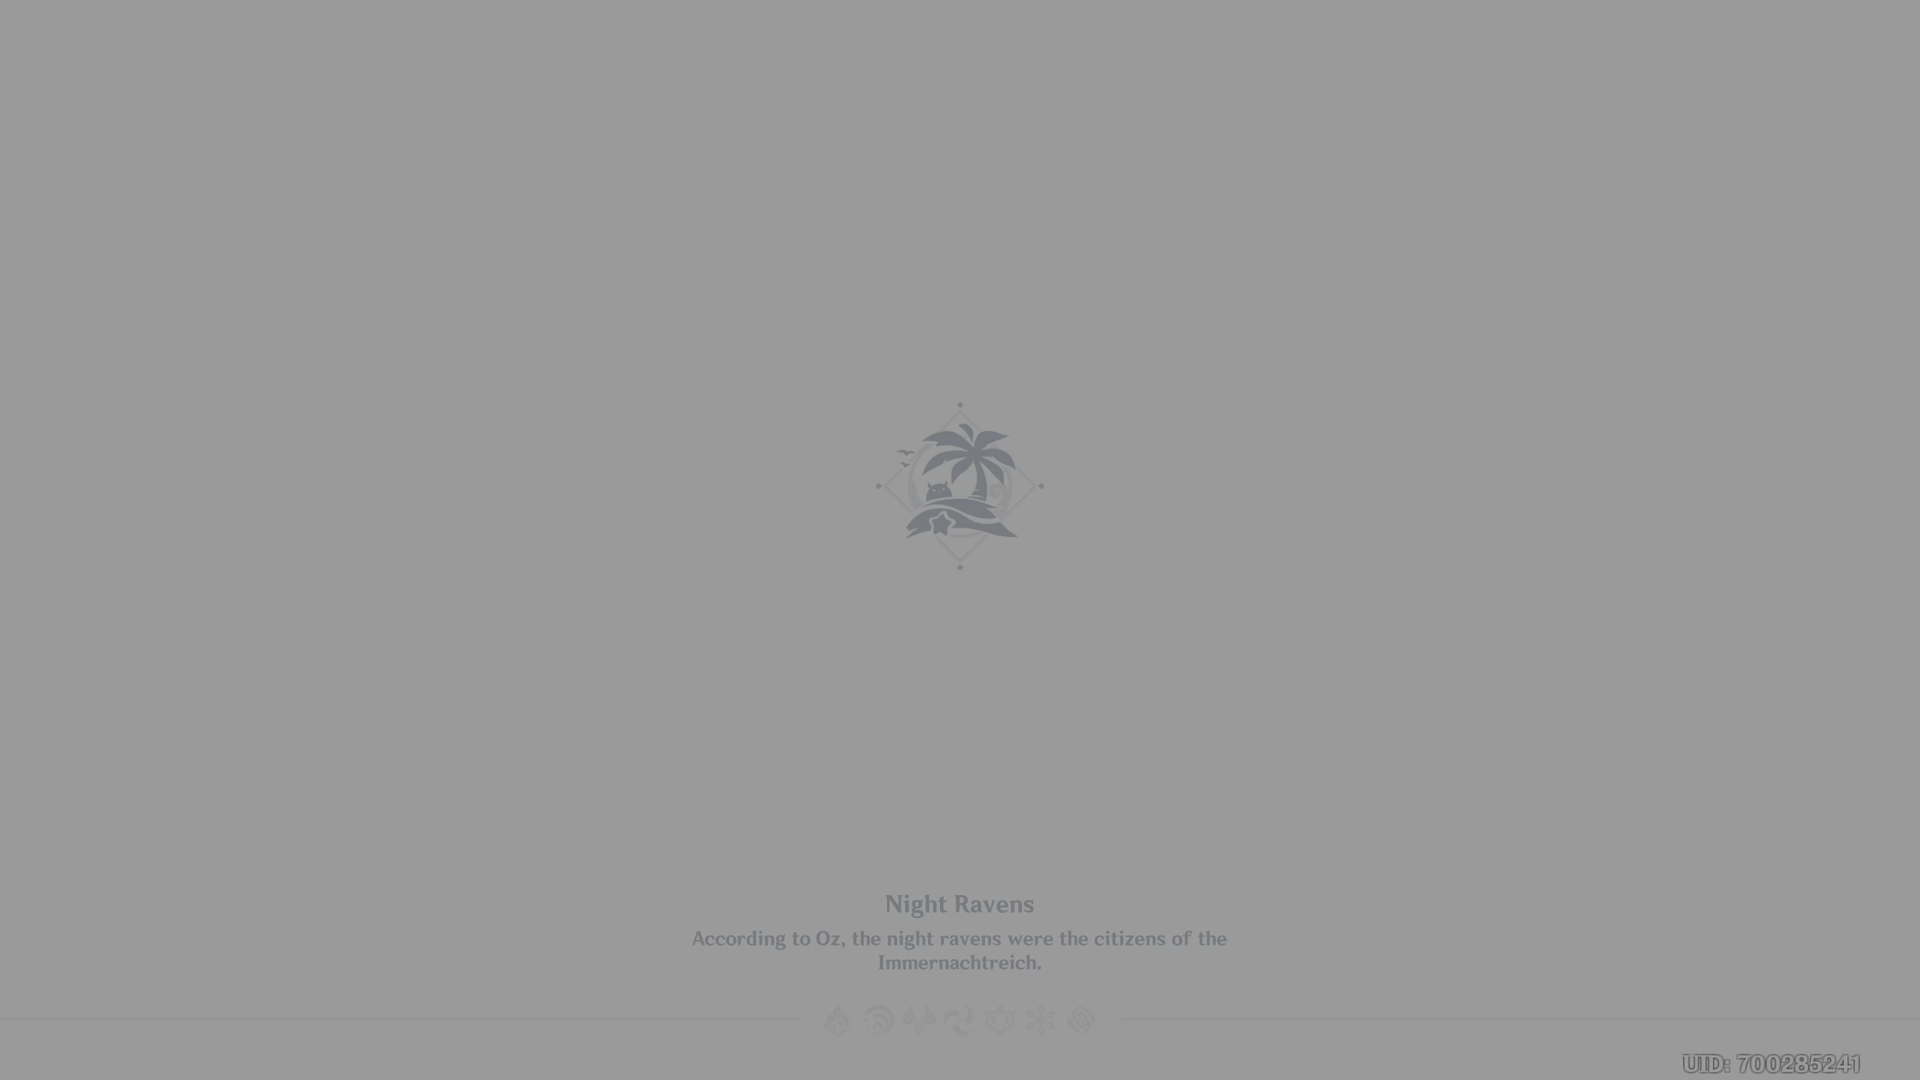 Night Ravens
According to Oz, the night ravens were the citizens of the
Immernachtreich.
UID: 700285241